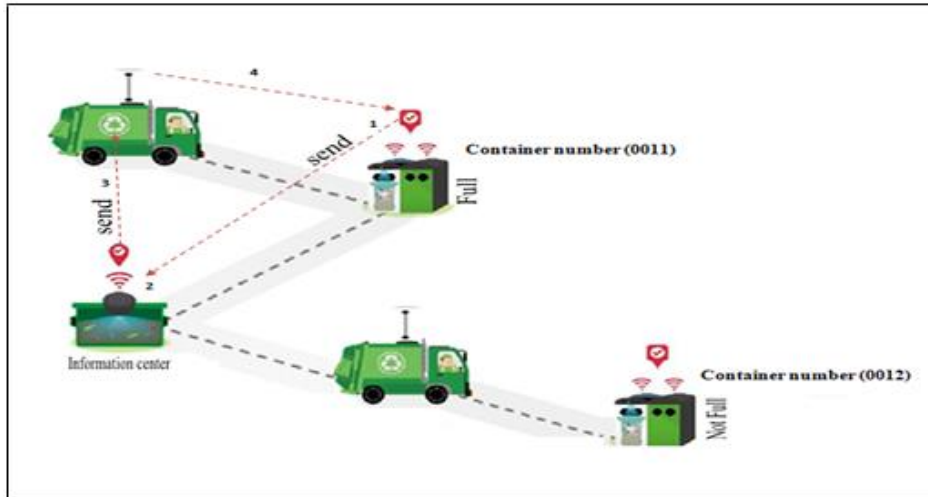 4
1
send
Container number (0011)
Full
3
send
2
Information center
Container number (0012)
Not Full